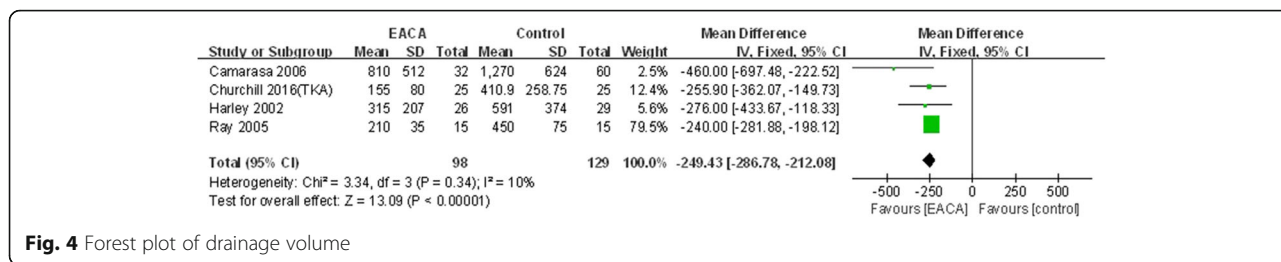 EACA Control Mean Difference Mean Difference
Study or Subgroup Mean SD Total Mean SD Total Weight IV, Fixed, 95% CI IV, Fixed, 95% CI
Camarasa 2006 810 512 32 1,270 624 60 2.5% -460.00 [-697.48, -222.52]
Churchill 2016(TKA) 155 80 25 410.9 258.75 25 12.4% -255.90 [-362.07, -149.73]
Harley 2002 315 207 26 591 374 29 5.6% -276.00 [-433.67, -118.33]
Ray 2005 210 35 15 450 75 15 79.5% -240.00 [-281.88, -198.12]
Total (95% CI) 98 129 100.0% -249.43 [-286.78, -212.08]
Heterogeneity: Chi² = 3.34, df = 3 (P = 0.34); I² = 10%
Test for overall effect: Z = 13.09 (P < 0.00001)
-500 -250 0 250 500
Favours [EACA] Favours [control]
Fig. 4 Forest plot of drainage volume